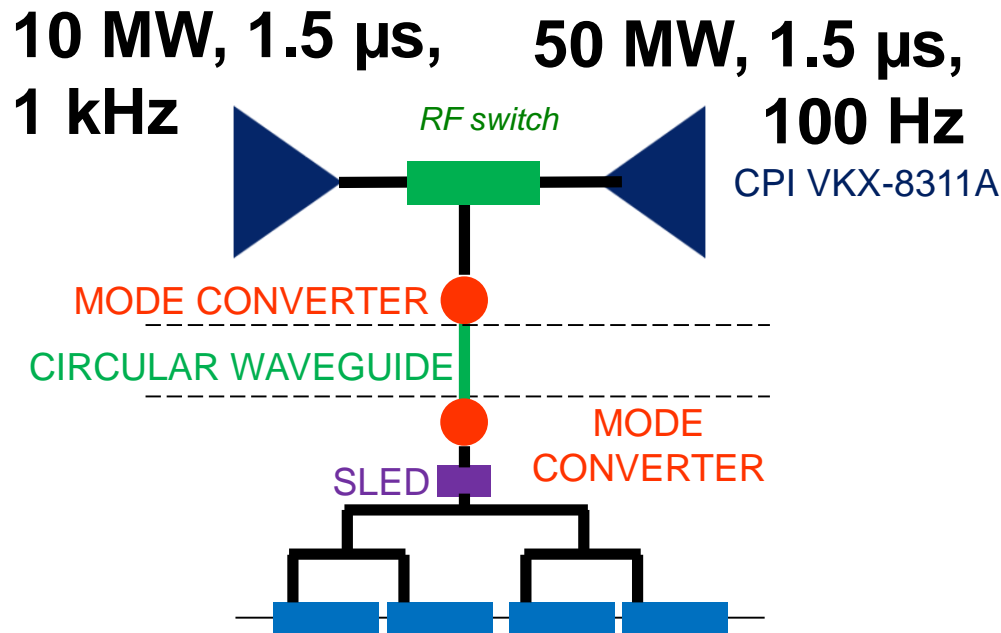 10 MW, 1.5 µs,
1 kHz
50 MW, 1.5 µs,
100 Hz
RF switch
CPI VKX-8311A
MODE CONVERTER
CIRCULAR WAVEGUIDE
MODE
CONVERTER
SLED